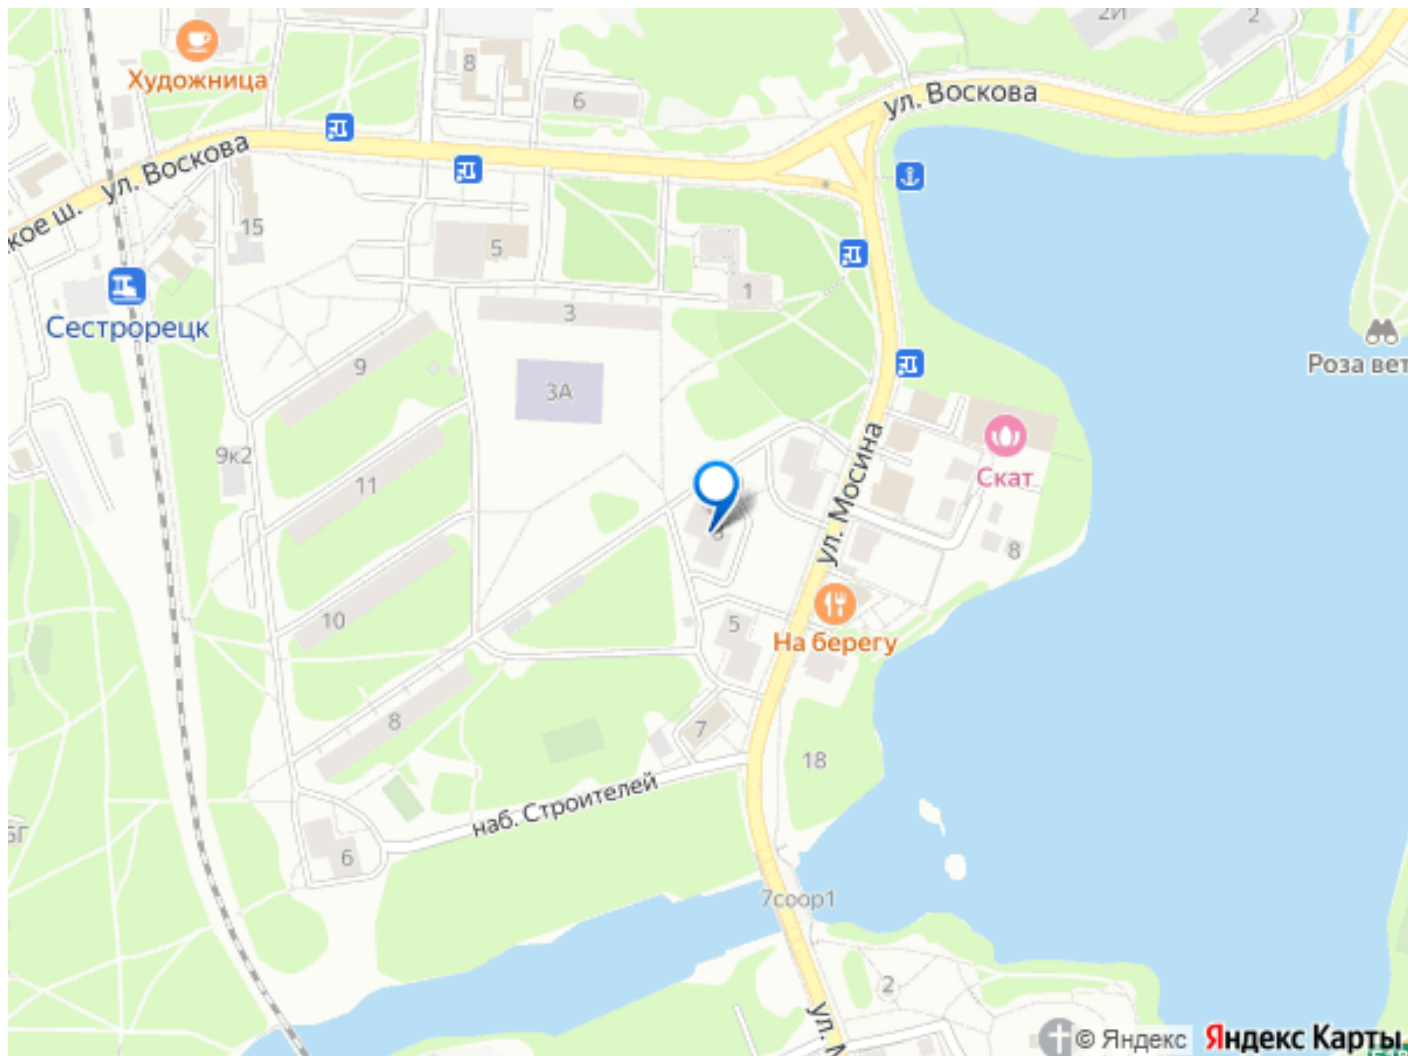 2И
2
Художница
8
6
ул. Воскова
ул. Воскова
кое ш.
15
5
1
3
Сестрорецк
9
3А
Роза вет
9к2
11
ул. Мосина
Скат
8
10
5
На берегу
8
7
18
наб. Строителей
6
7соор1
2
ул. М
© Яндекс
Яндекс Карты